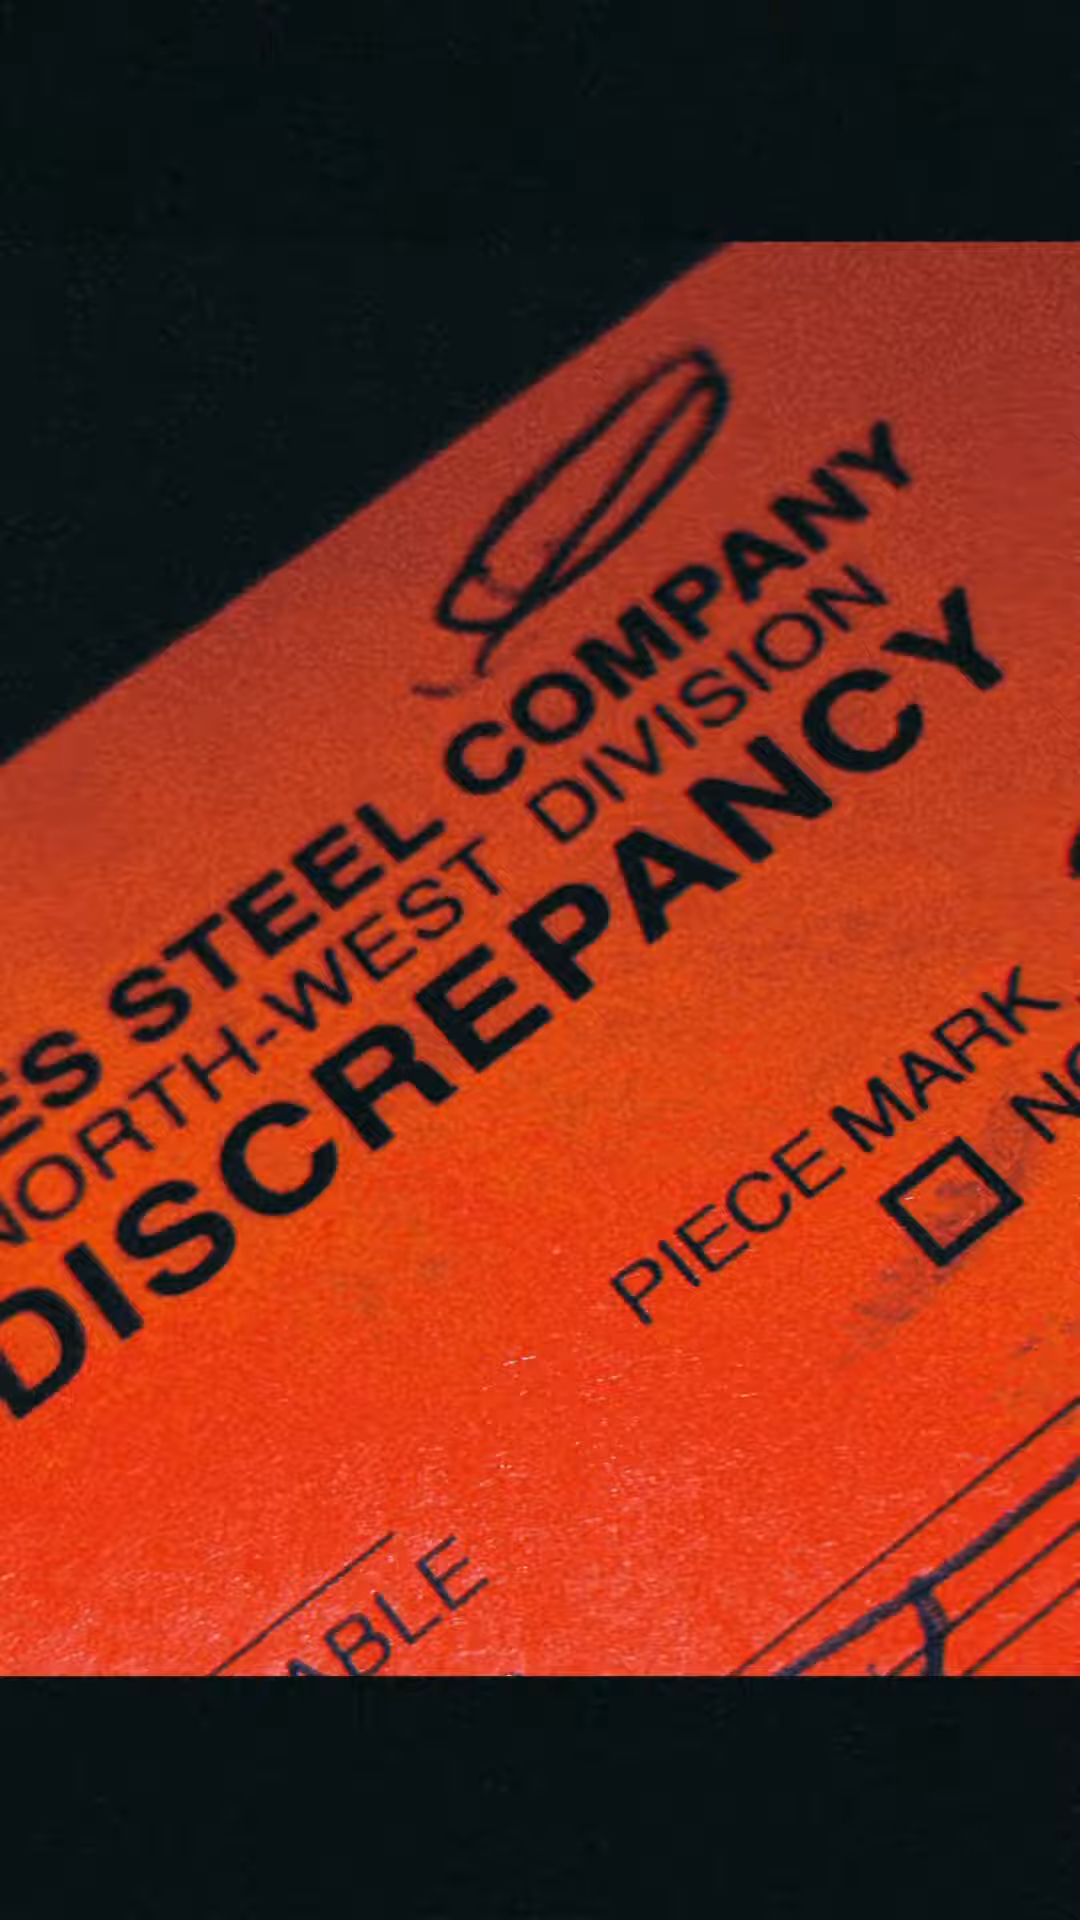 ES STEEL COMPANY
NORTH-WEST DIVISION
DISCREPANCY
PIECE MARK
ABLE